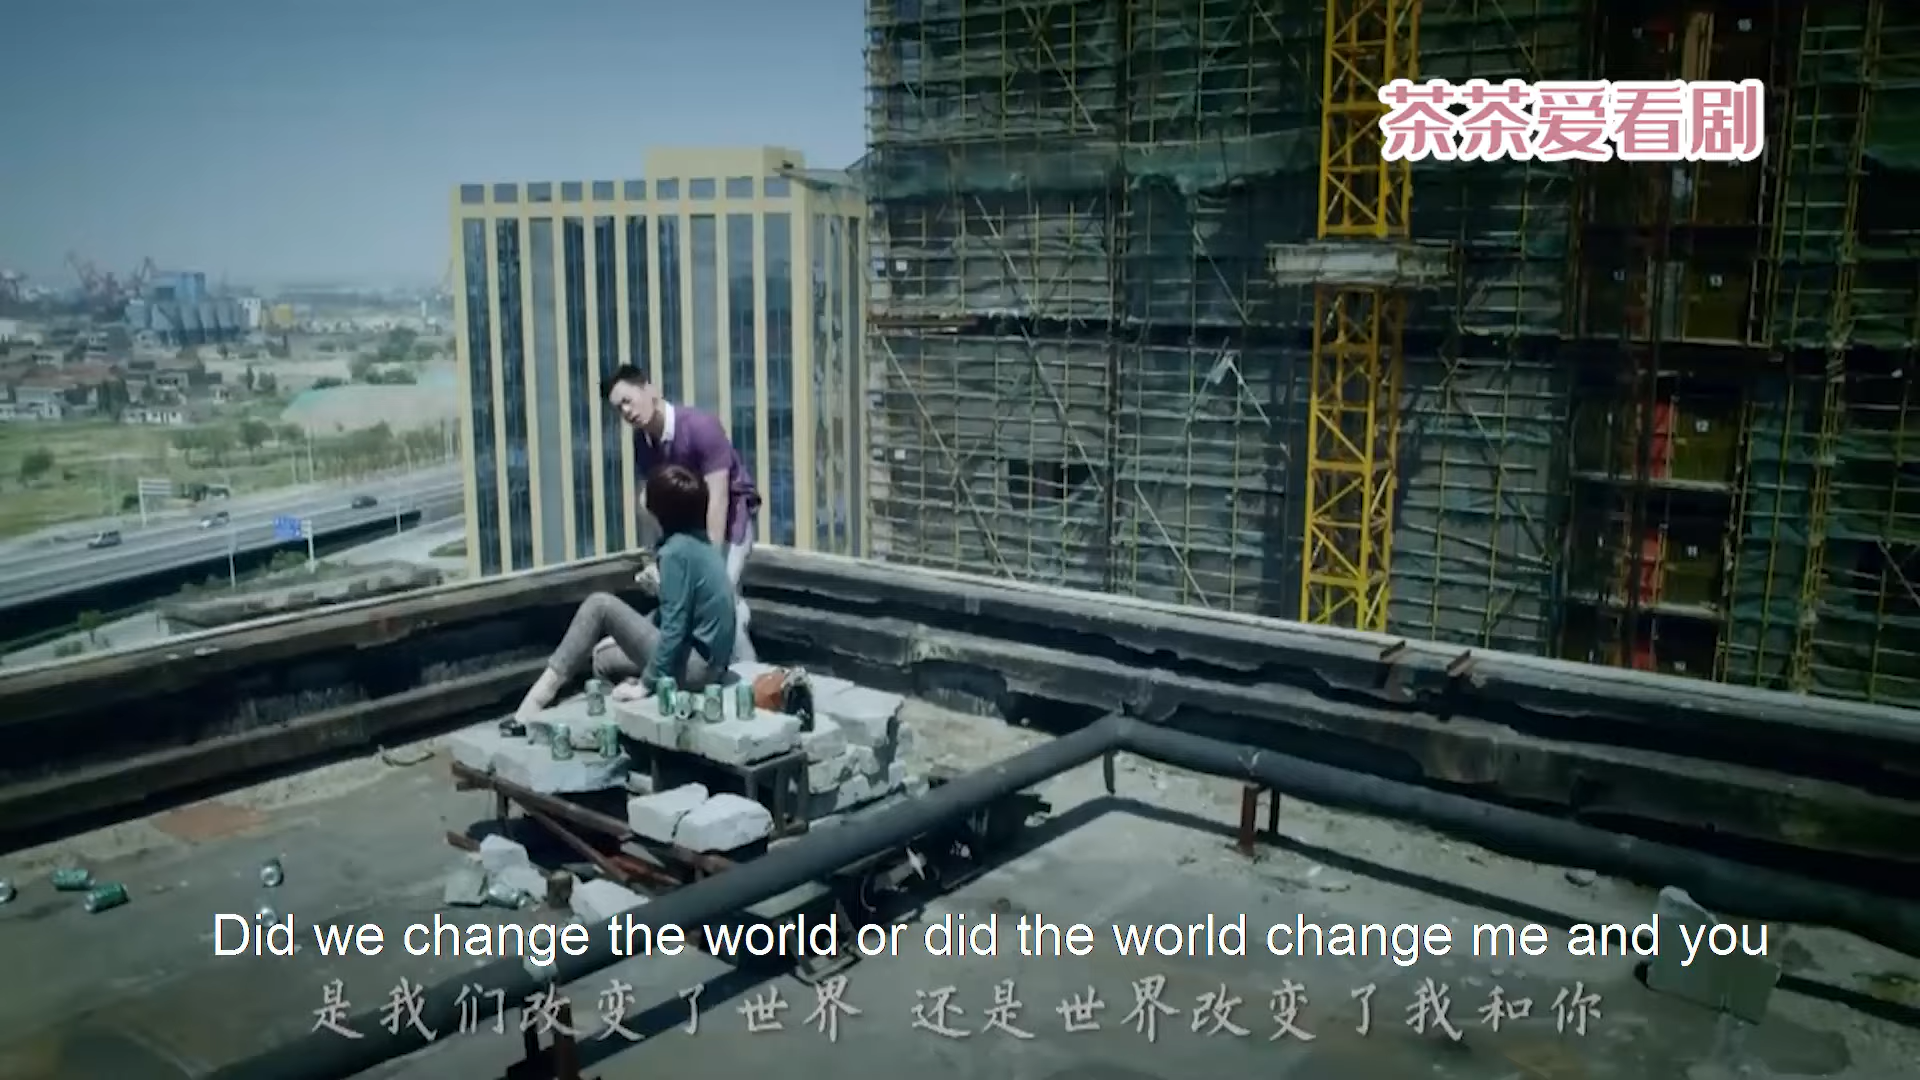 茶茶爱看剧
Did we change the world or did the world change me and you
是我们改变了世界 还是世界改变了我和你